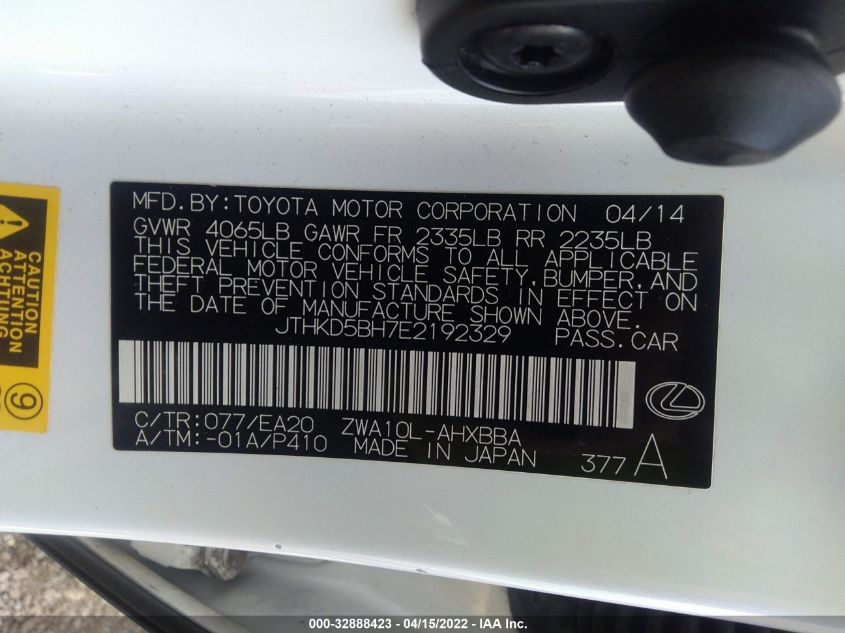 MFD.BY:TOYOTA MOTOR CORPORATION 04/14
GVWR 4065LB GAWR FR 2335LB RR 2235LB
THIS VEHICLE CONFORMS TO ALL APPLICABLE
FEDERAL MOTOR VEHICLE SAFETY,BUMPER,AND
THEFT PREVENTION STANDARDS IN EFFECT ON
THE DATE OF MANUFACTURE SHOWN ABOVE.
JTHKD5BH7E2192329 PASS.CAR
C/TR:077/EA20 ZWA10L-AHXBBA
A/TM:-01A/P410 MADE IN JAPAN 377A
CAUTION
ATTENTION
ACHTUNG
9
000-32888423 - 04/15/2022 - IAA Inc.